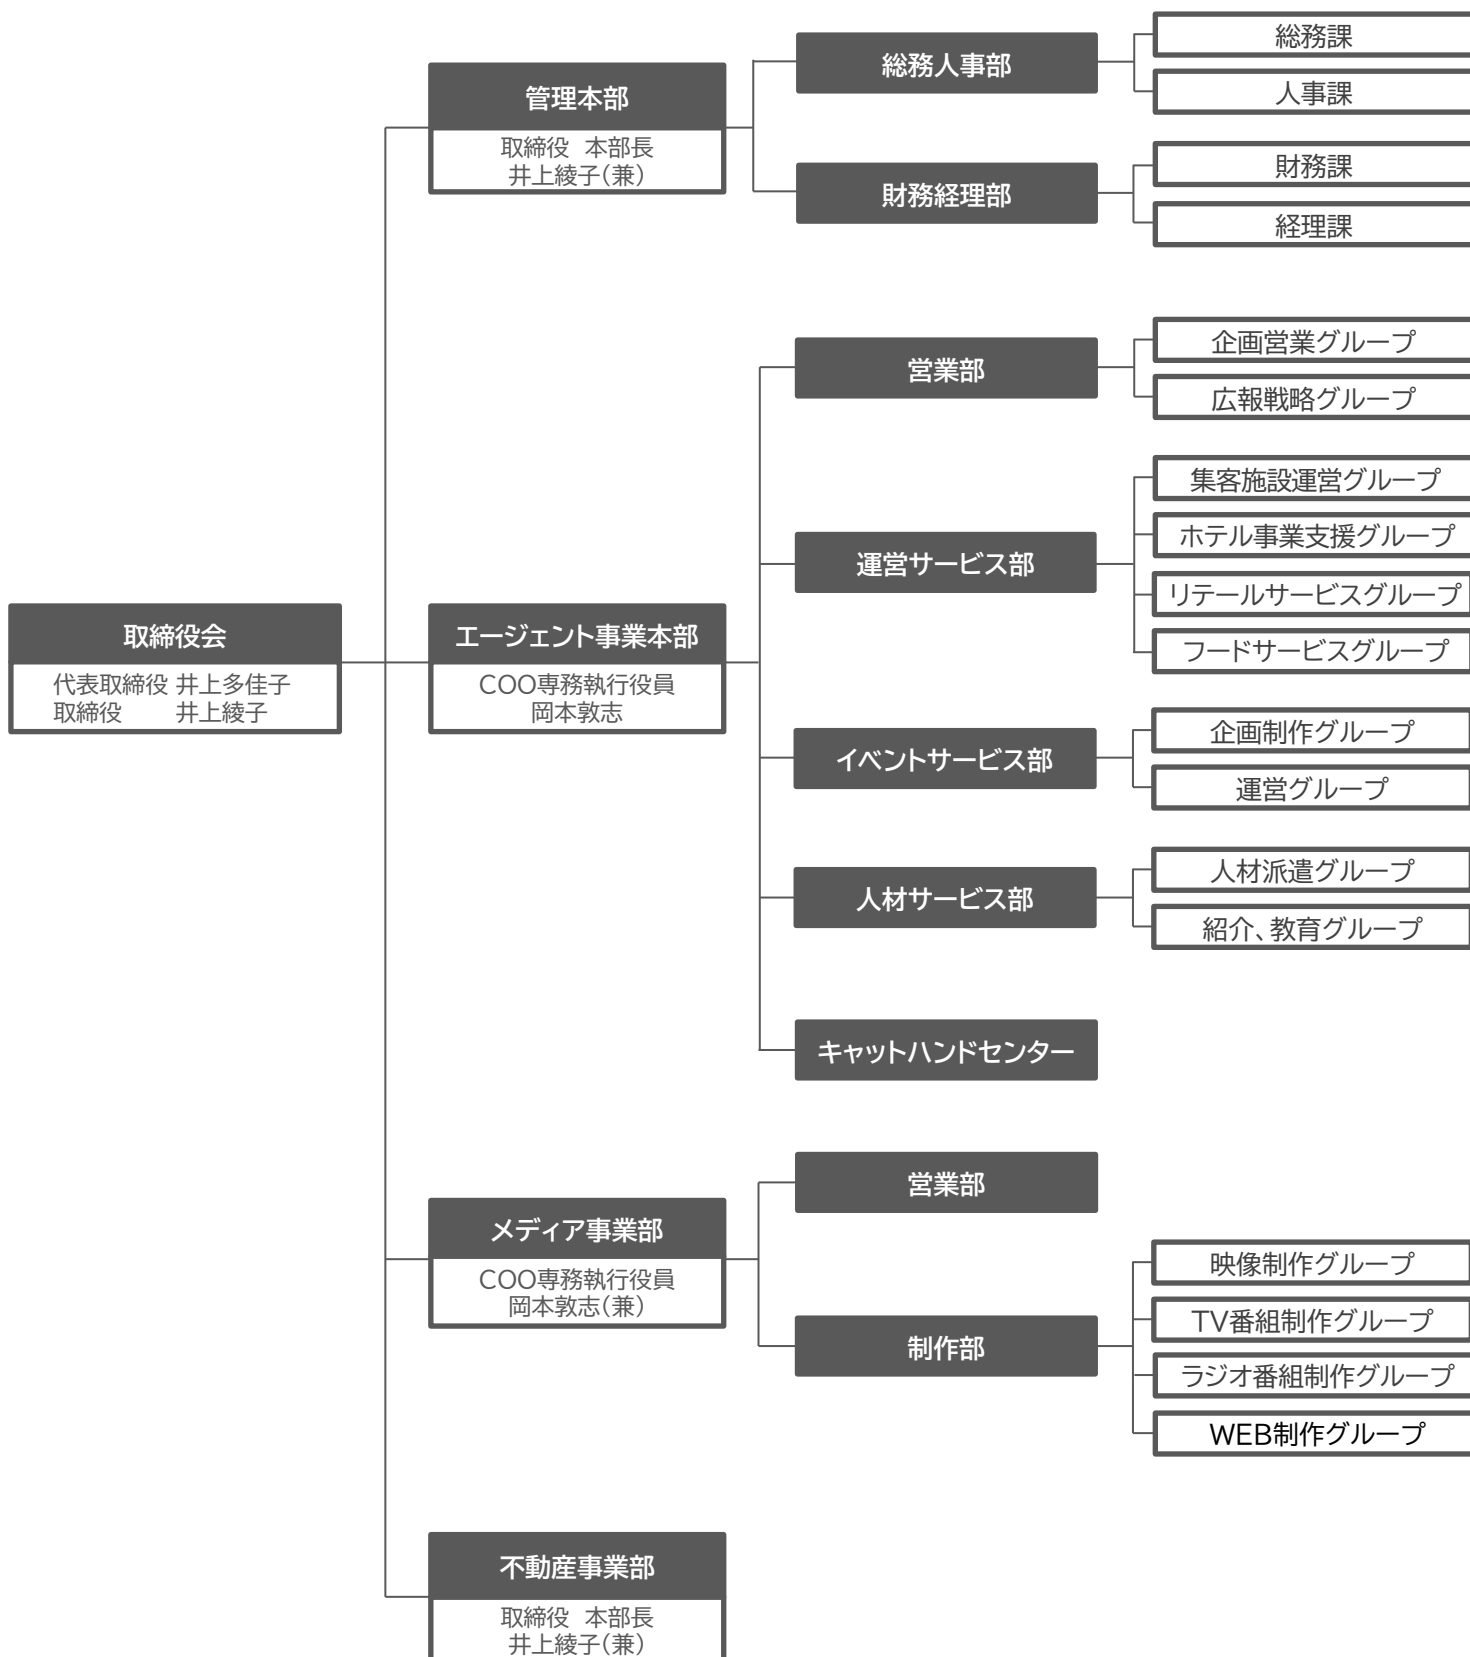 取締役会
代表取締役 井上多佳子
取締役 井上綾子
管理本部
取締役 本部長
井上綾子(兼)
総務人事部
総務課
人事課
財務経理部
財務課
経理課
エージェント事業本部
COO専務執行役員
岡本敦志
営業部
企画営業グループ
広報戦略グループ
運営サービス部
集客施設運営グループ
ホテル事業支援グループ
リテールサービスグループ
フードサービスグループ
イベントサービス部
企画制作グループ
運営グループ
人材サービス部
人材派遣グループ
紹介、教育グループ
キャットハンドセンター
メディア事業部
COO専務執行役員
岡本敦志(兼)
営業部
制作部
映像制作グループ
TV番組制作グループ
ラジオ番組制作グループ
WEB制作グループ
不動産事業部
取締役 本部長
井上綾子(兼)